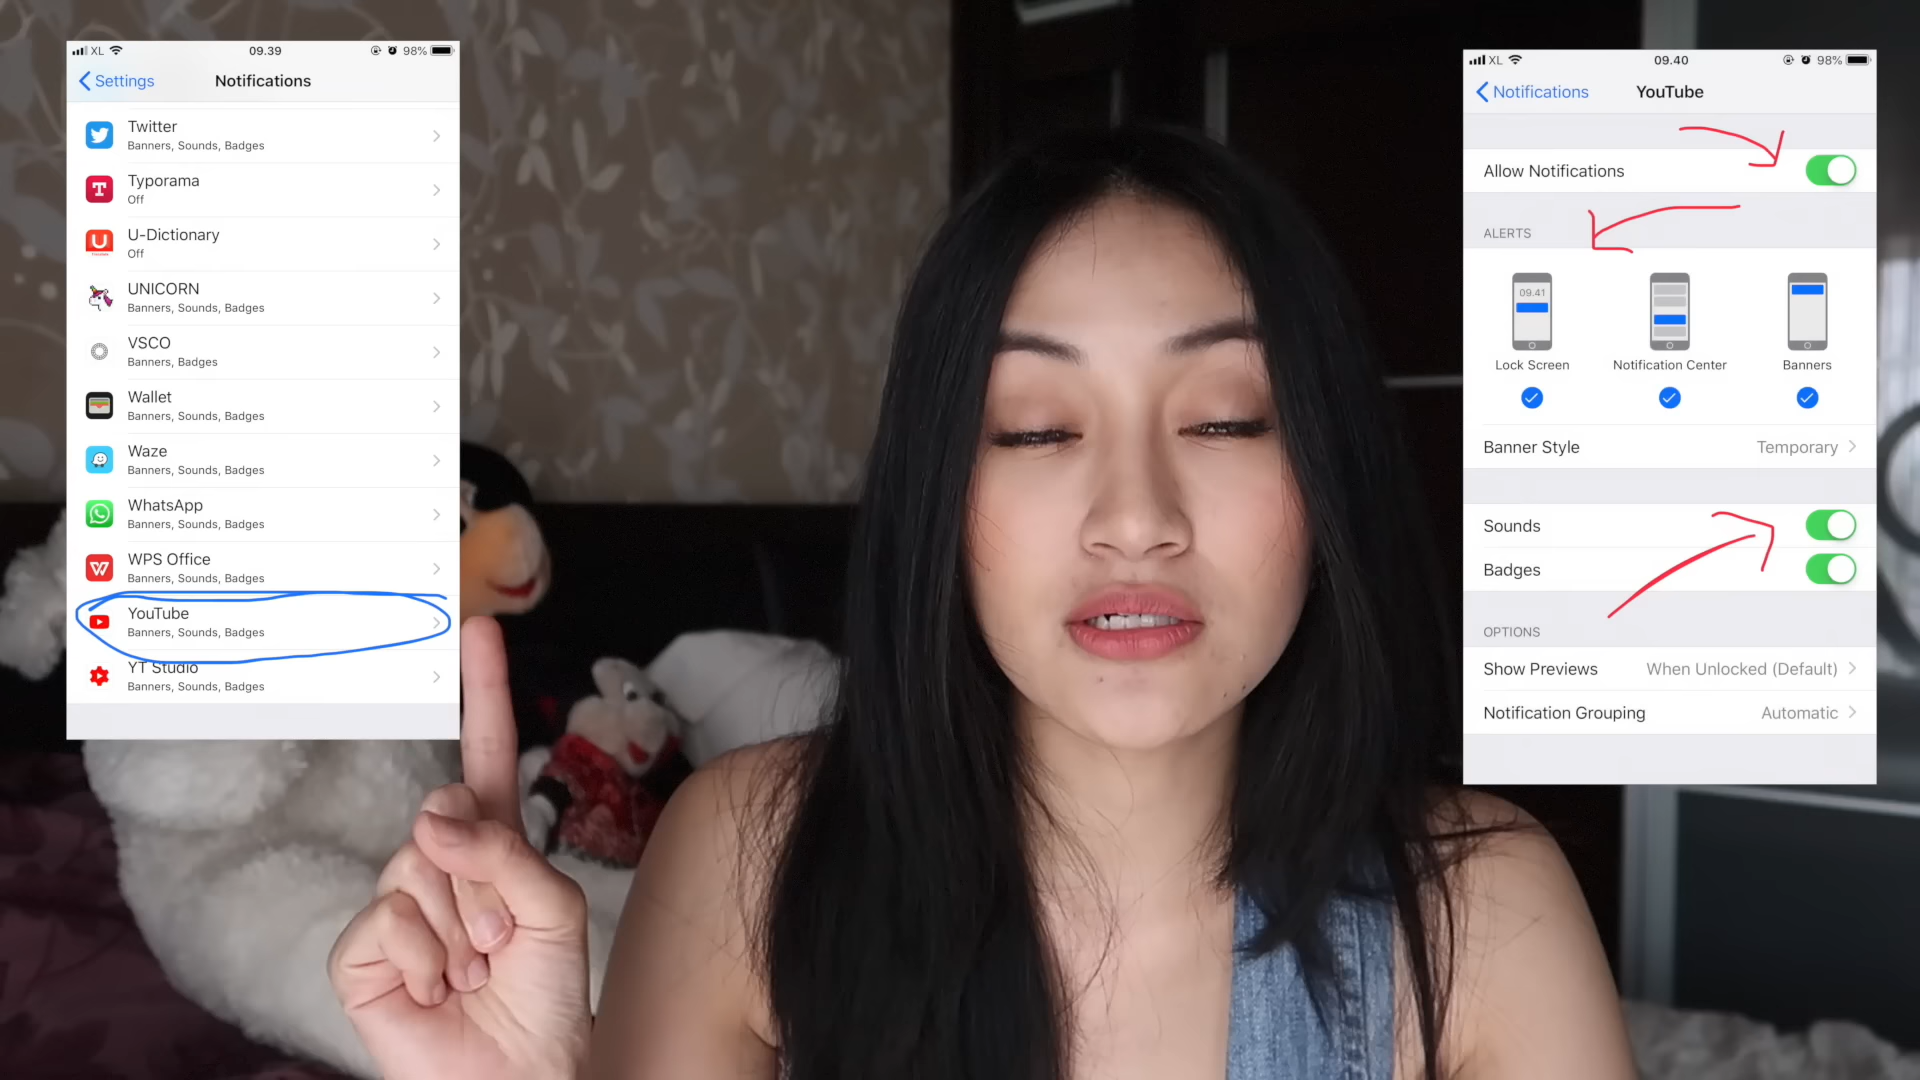 XL 09.39 98%
Settings Notifications
Twitter
Banners, Sounds, Badges
Typorama
Off
U-Dictionary
Off
UNICORN
Banners, Sounds, Badges
VSCO
Banners, Badges
Wallet
Banners, Sounds, Badges
Waze
Banners, Sounds, Badges
WhatsApp
Banners, Sounds, Badges
WPS Office
Banners, Sounds, Badges
YouTube
Banners, Sounds, Badges
YT Studio
Banners, Sounds, Badges
XL 09.40 98%
Notifications YouTube
Allow Notifications
ALERTS
09.41
Lock Screen Notification Center Banners
Banner Style Temporary
Sounds
Badges
OPTIONS
Show Previews When Unlocked (Default)
Notification Grouping Automatic